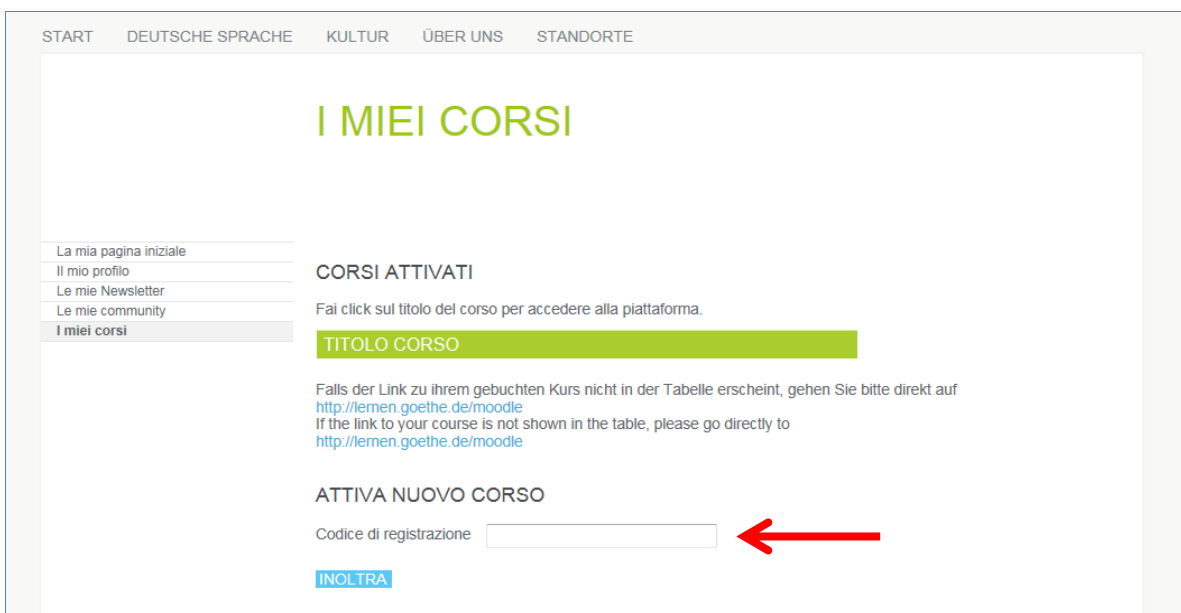 START DEUTSCHE SPRACHE KULTUR ÜBER UNS STANDORTE
I MIEI CORSI
La mia pagina iniziale
Il mio profilo
Le mie Newsletter
Le mie community
I miei corsi
CORSI ATTIVATI
Fai click sul titolo del corso per accedere alla piattaforma.
TITOLO CORSO
Falls der Link zu ihrem gebuchten Kurs nicht in der Tabelle erscheint, gehen Sie bitte direkt auf
http://lernen.goethe.de/moodle
If the link to your course is not shown in the table, please go directly to
http://lernen.goethe.de/moodle
ATTIVA NUOVO CORSO
Codice di registrazione
INOLTRA